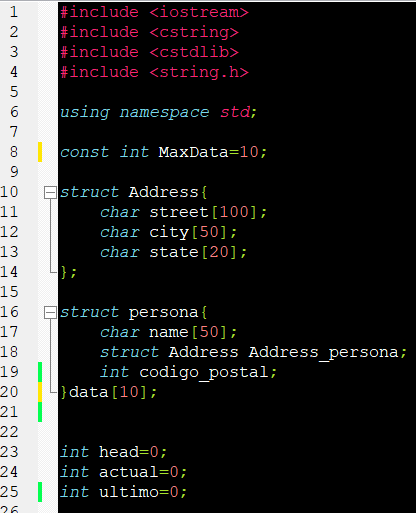 1 #include <iostream>
2 #include <cstring>
3 #include <cstdlib>
4 #include <string.h>
5
6 using namespace std;
7
8 const int MaxData=10;
9
10 struct Address{
11 char street[100];
12 char city[50];
13 char state[20];
14 };
15
16 struct persona{
17 char name[50];
18 struct Address Address_persona;
19 int codigo_postal;
20 }data[10];
21
22
23 int head=0;
24 int actual=0;
25 int ultimo=0;
26